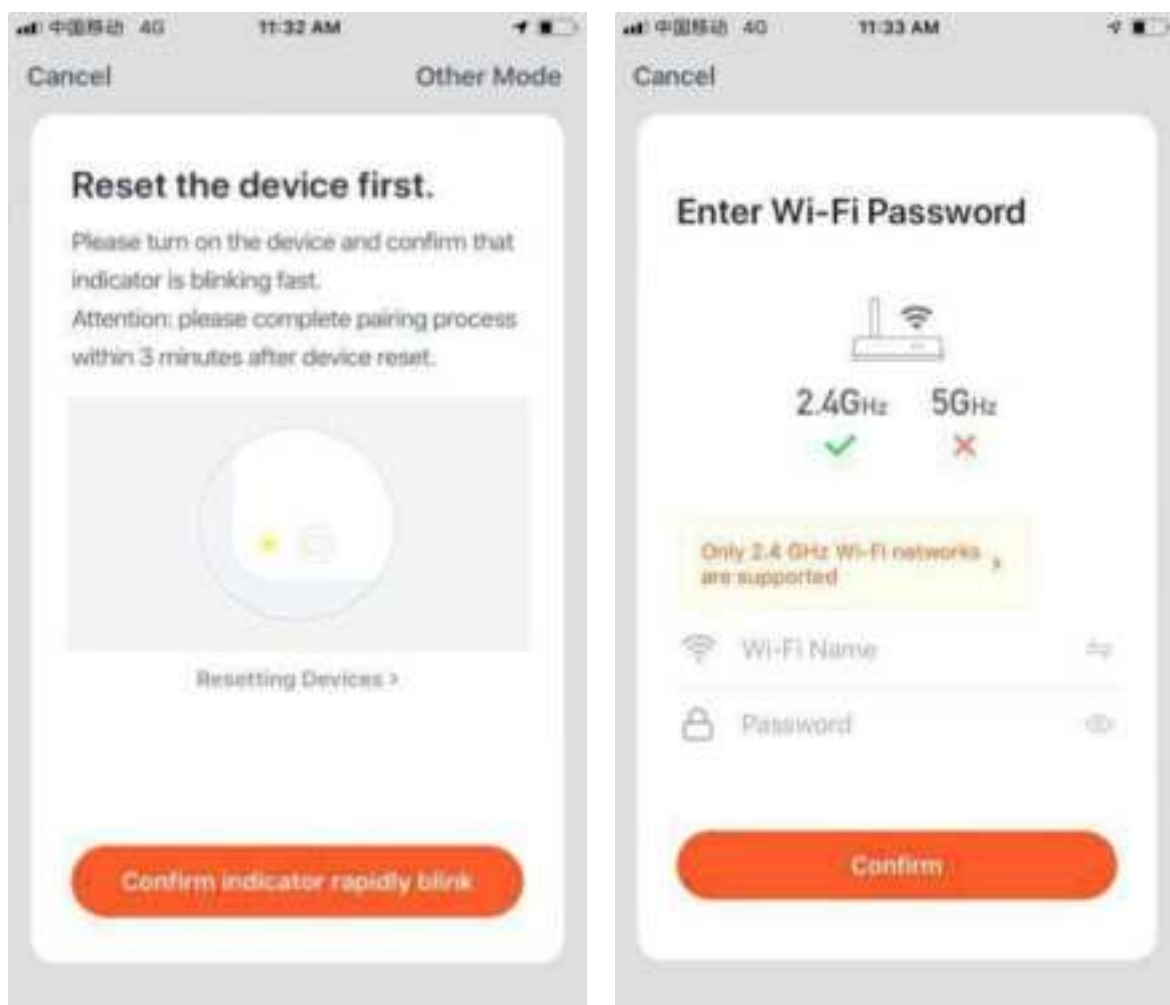 中国移动 4G 11:32 AM
Cancel Other Mode
Reset the device first.
Please turn on the device and confirm that
indicator is blinking fast.
Attention: please complete pairing process
within 3 minutes after device reset.
Resetting Devices >
Confirm indicator rapidly blink
中国移动 4G 11:33 AM
Cancel
Enter Wi-Fi Password
2.4GHz 5GHz
Only 2.4 GHz Wi-Fi networks >
are supported
Wi-Fi Name
Password
Confirm